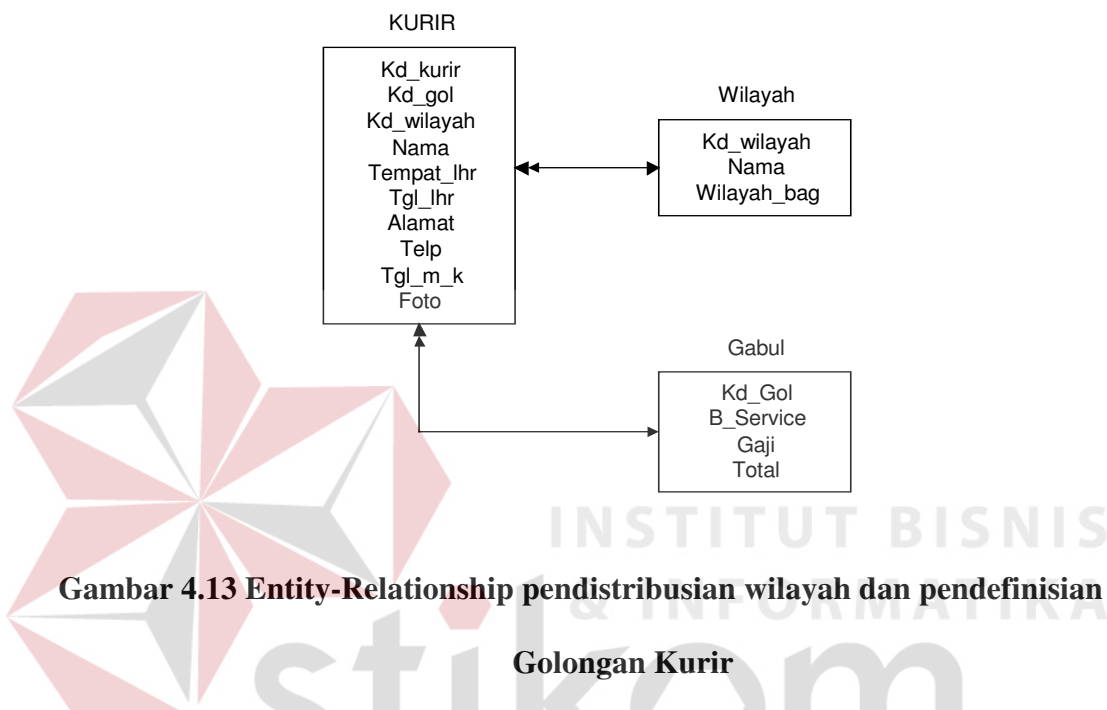 KURIR
Kd_kurir
Kd_gol
Kd_wilayah
Nama
Tempat_lhr
Tgl_lhr
Alamat
Telp
Tgl_m_k
Foto
Wilayah
Kd_wilayah
Nama
Wilayah_bag
Gabul
Kd_Gol
B_Service
Gaji
Total
INSTITUT BISNIS
& INFORMATIKA
stikom
Gambar 4.13 Entity-Relationship pendistribusian wilayah dan pendefinisian
Golongan Kurir